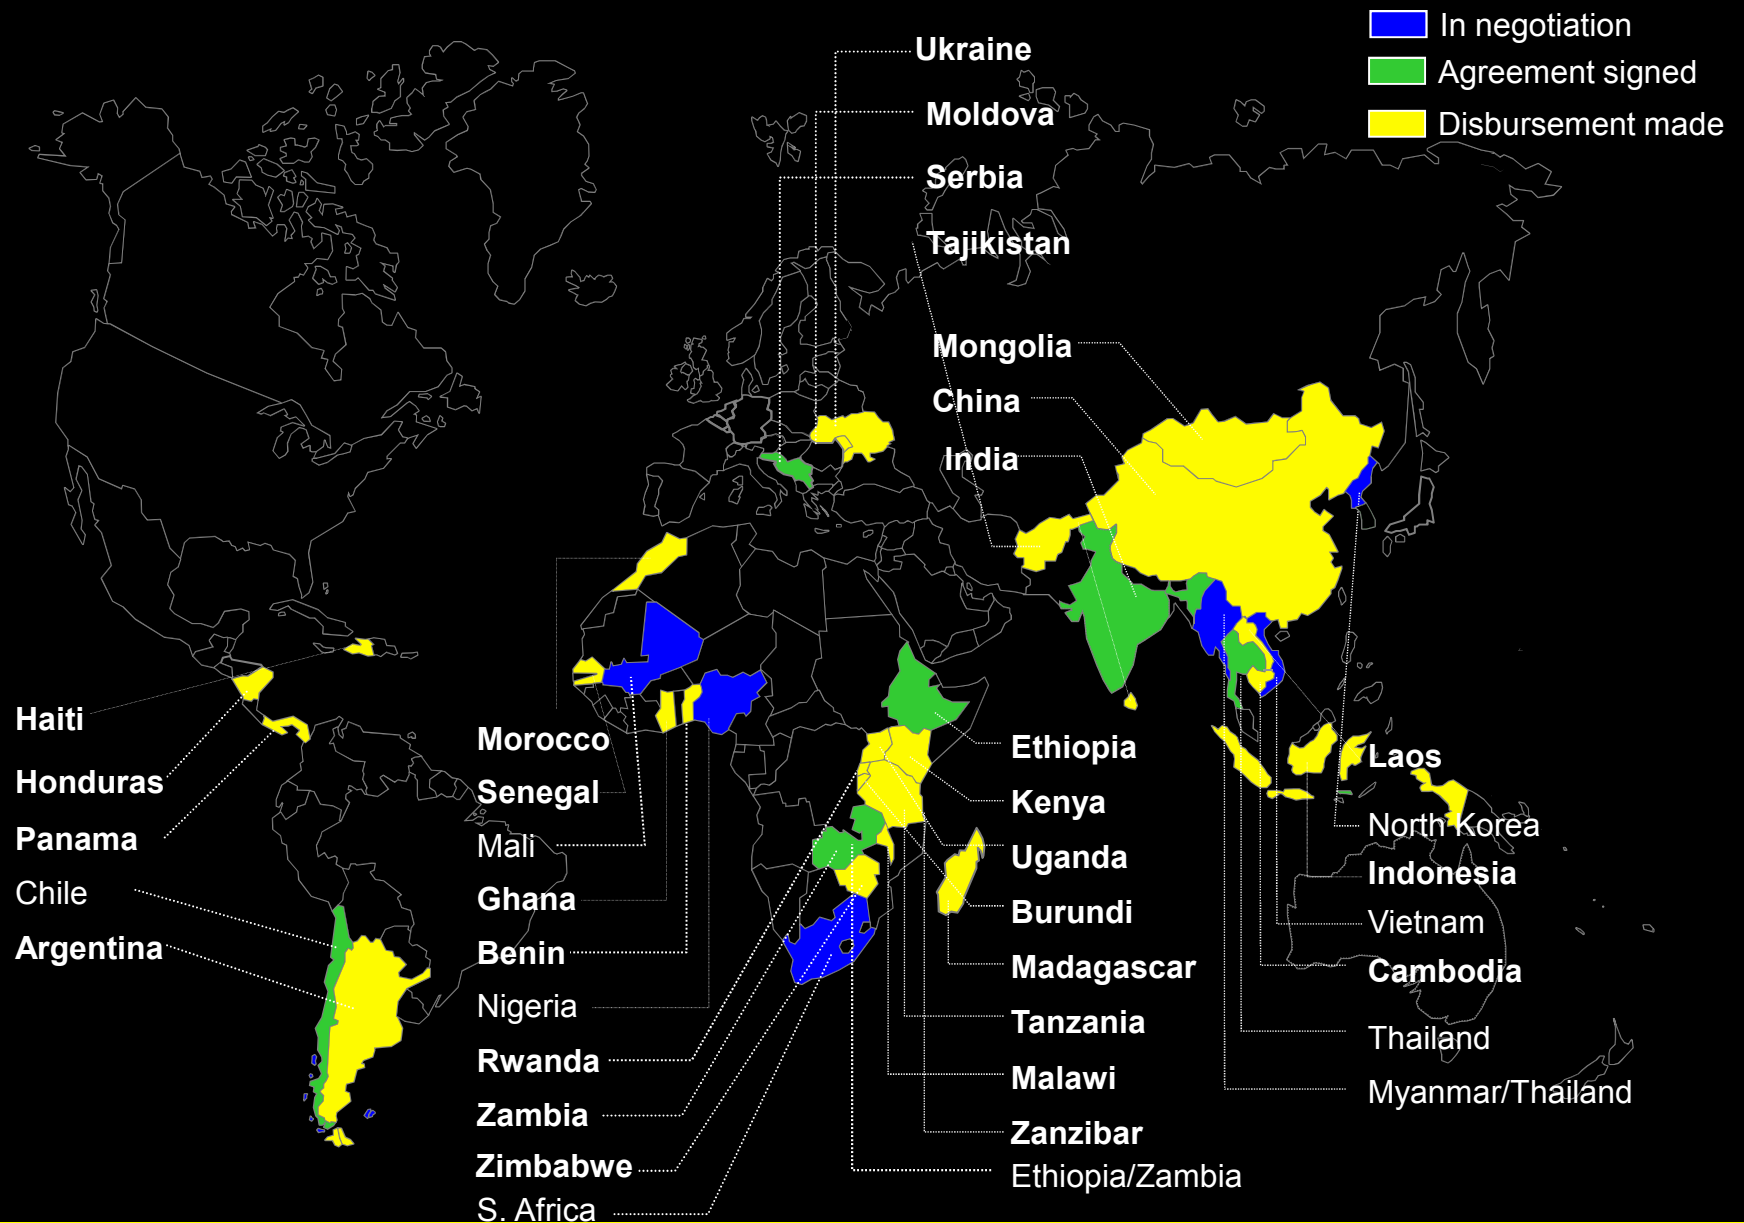 In negotiation
Agreement signed
Disbursement made
Ukraine
Moldova
Serbia
Tajikistan
Mongolia
China
India
Haiti
Honduras
Panama
Chile
Argentina
Morocco
Senegal
Mali
Ghana
Benin
Nigeria
Rwanda
Zambia
Zimbabwe
S. Africa
Ethiopia
Kenya
Uganda
Burundi
Madagascar
Tanzania
Malawi
Zanzibar
Ethiopia/Zambia
Laos
North Korea
Indonesia
Vietnam
Cambodia
Thailand
Myanmar/Thailand